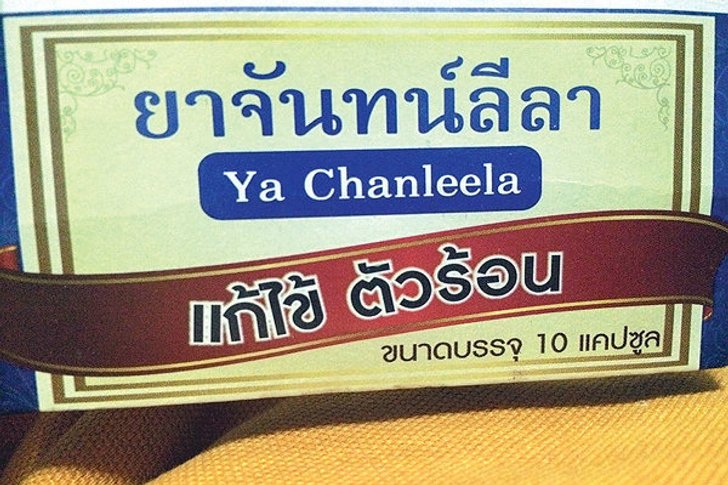 ยาจันทน์ลีลา
Ya Chanleela
แก้ไข้ ตัวร้อน
ขนาดบรรจุ 10 แคปซูล